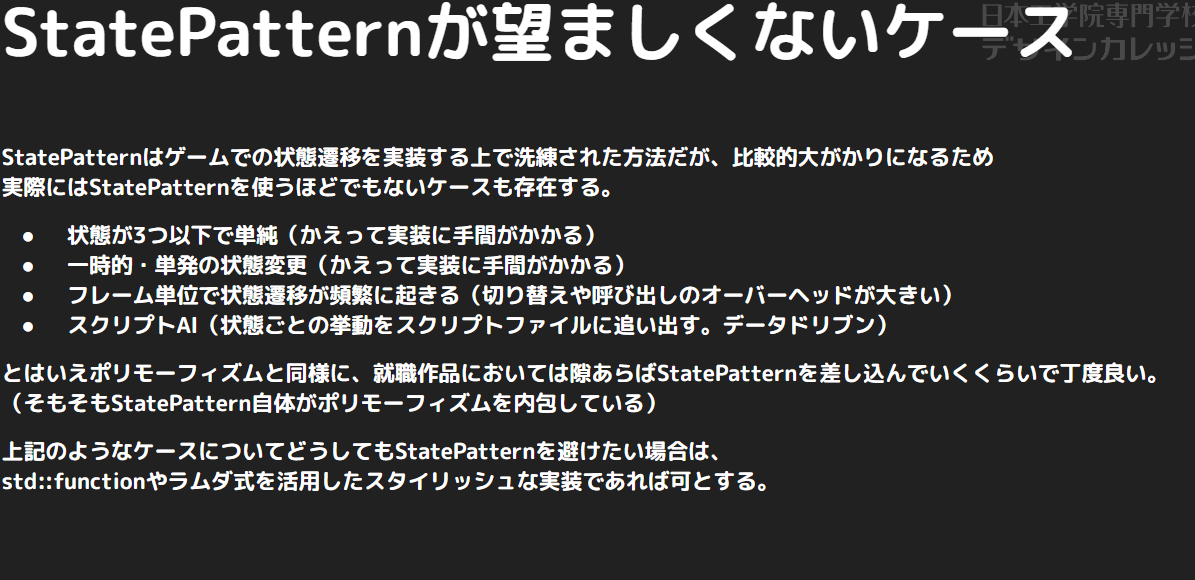 StatePatternが望ましくないケース
日本工学院専門学校
デザインカレッジ
StatePatternはゲームでの状態遷移を実装する上で洗練された方法だが、比較的大がかりになるため
実際にはStatePatternを使うほどでもないケースも存在する。
● 状態が3つ以下で単純（かえって実装に手間がかかる）
● 一時的・単発の状態変更（かえって実装に手間がかかる）
● フレーム単位で状態遷移が頻繁に起きる（切り替えや呼び出しのオーバーヘッドが大きい）
● スクリプトAI（状態ごとの挙動をスクリプトファイルに追い出す。データドリブン）
とはいえポリモーフィズムと同様に、就職作品においては隙あらばStatePatternを差し込んでいくくらいで丁度良い。
（そもそもStatePattern自体がポリモーフィズムを内包している）
上記のようなケースについてどうしてもStatePatternを避けたい場合は、
std::functionやラムダ式を活用したスタイリッシュな実装であれば可とする。